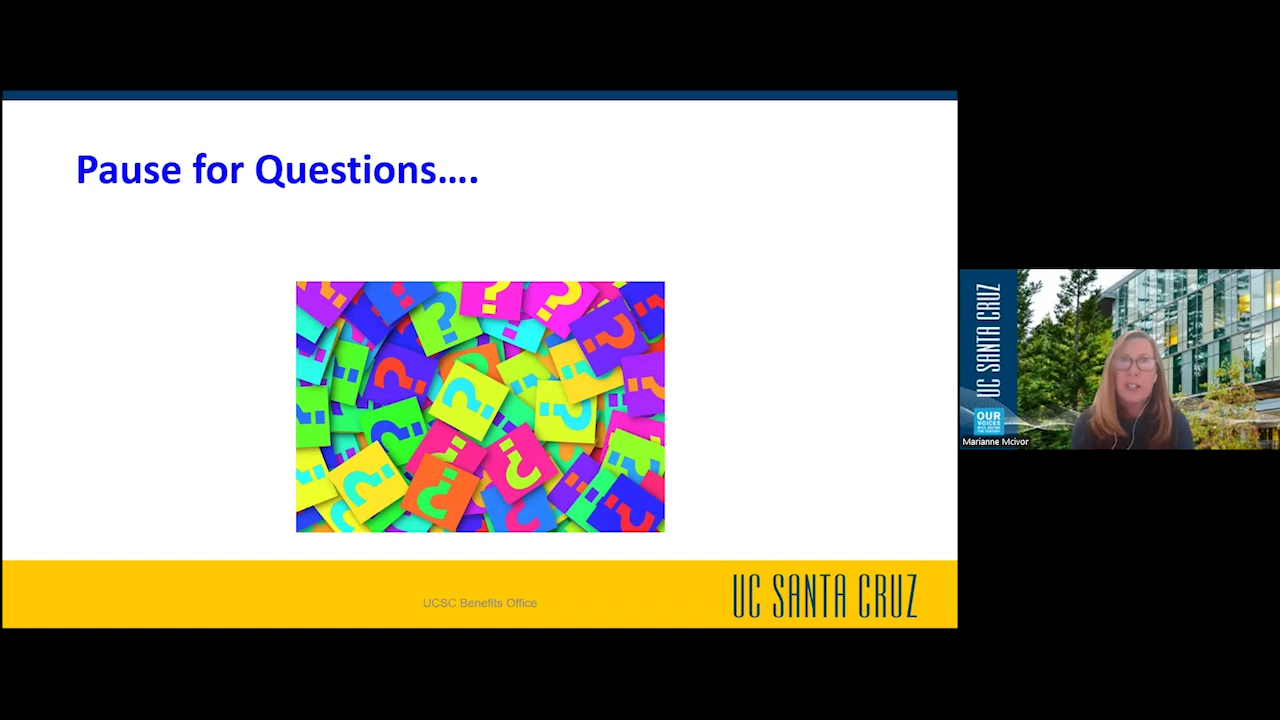 Pause for Questions....
UCSC Benefits Office
UC SANTA CRUZ
UC SANTA CRUZ
OUR
VOICES
Marianne Mcivor